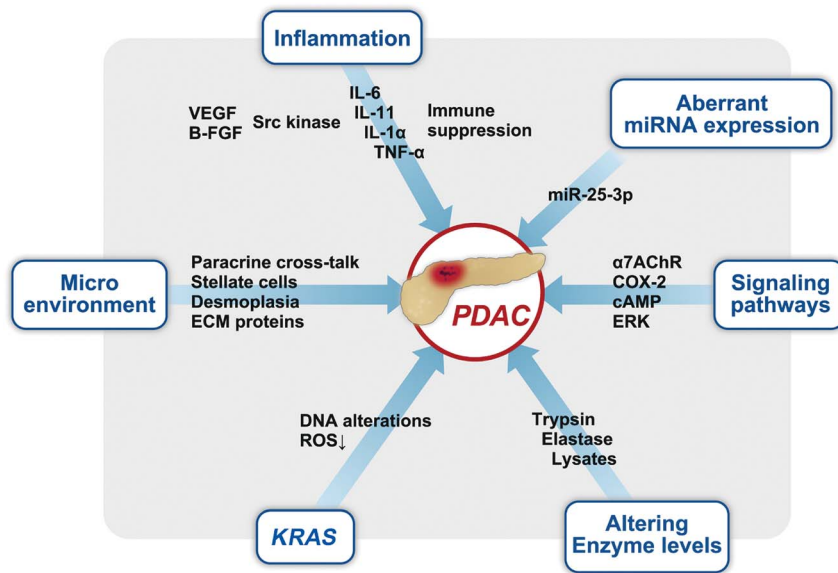 Inflammation
IL-6
IL-11
IL-1α
TNF-α
VEGF
B-FGF
Src kinase
Immune
suppression
Aberrant
miRNA expression
miR-25-3p
Micro
environment
Paracrine cross-talk
Stellate cells
Desmoplasia
ECM proteins
PDAC
α7AChR
COX-2
cAMP
ERK
Signaling
pathways
DNA alterations
ROS↓
KRAS
Trypsin
Elastase
Lysates
Altering
Enzyme levels